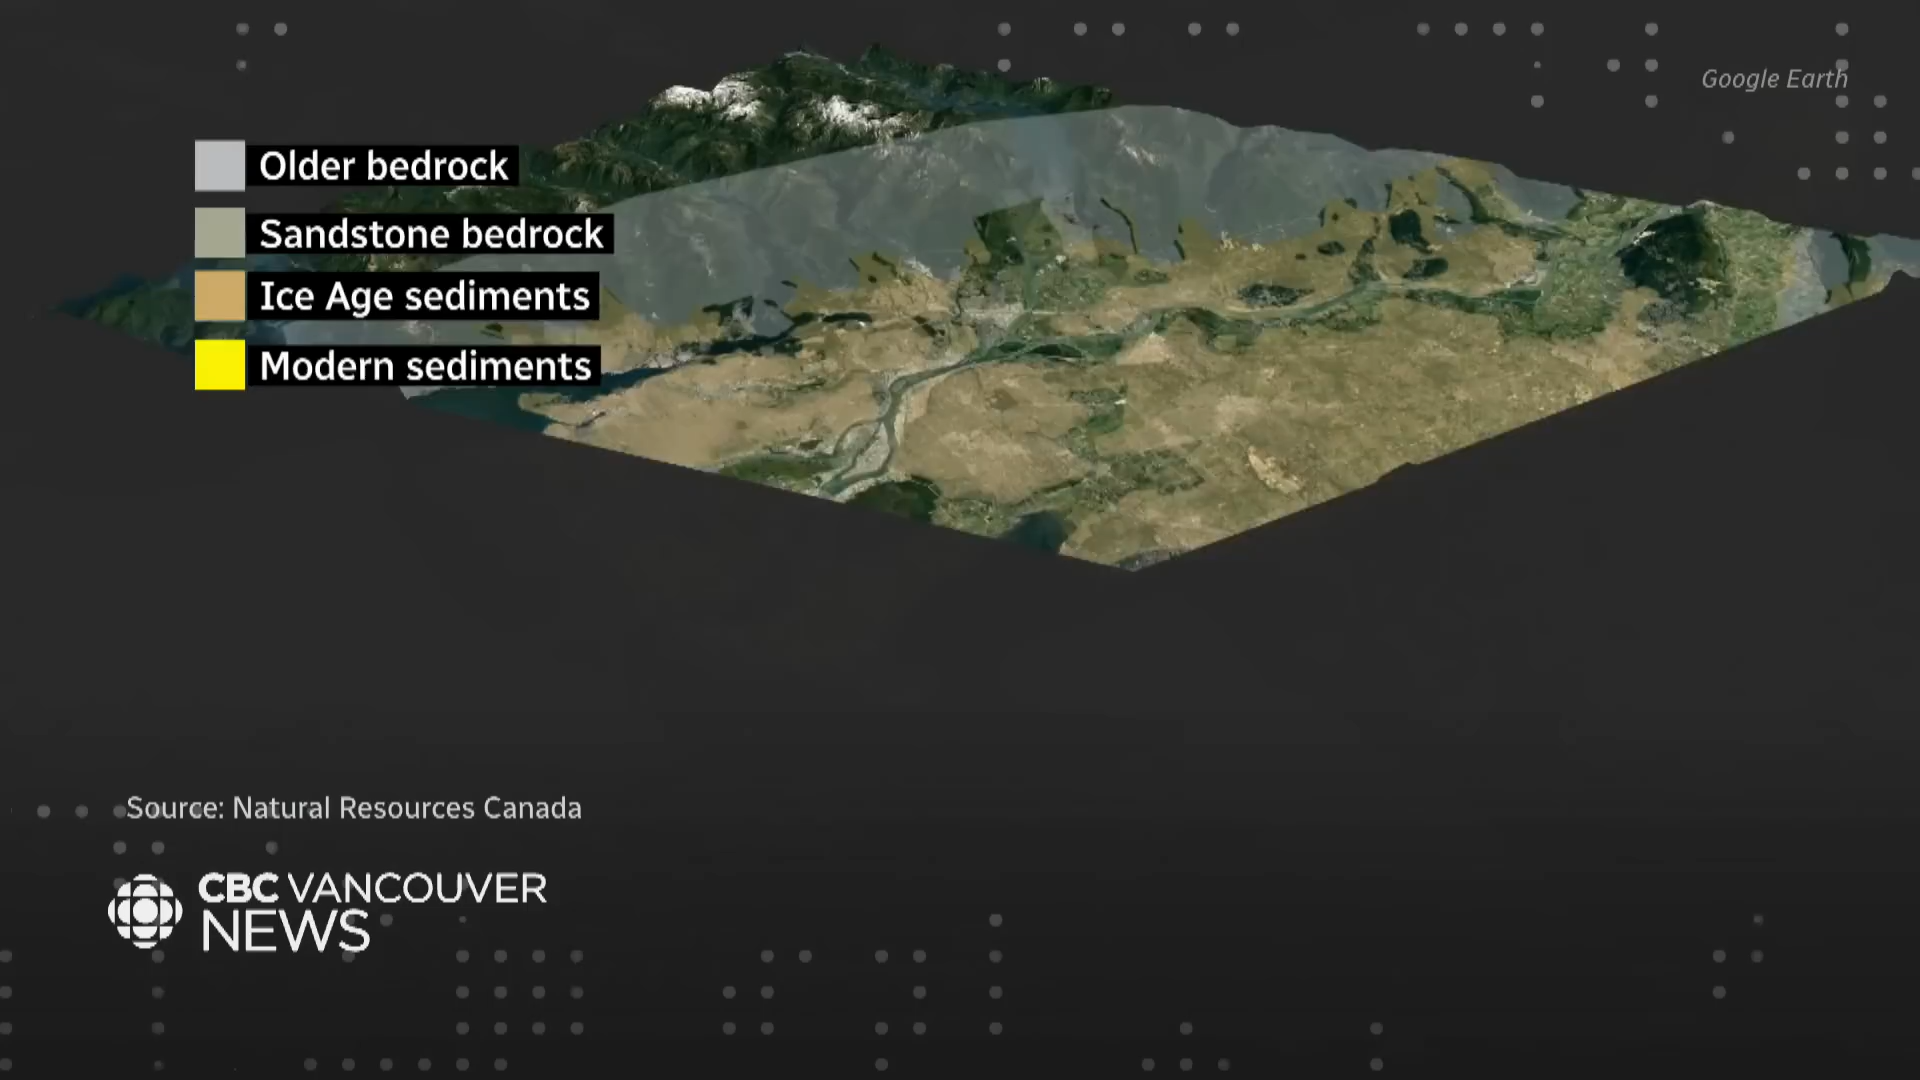 Google Earth
Older bedrock
Sandstone bedrock
Ice Age sediments
Modern sediments
Source: Natural Resources Canada
CBC VANCOUVER
NEWS